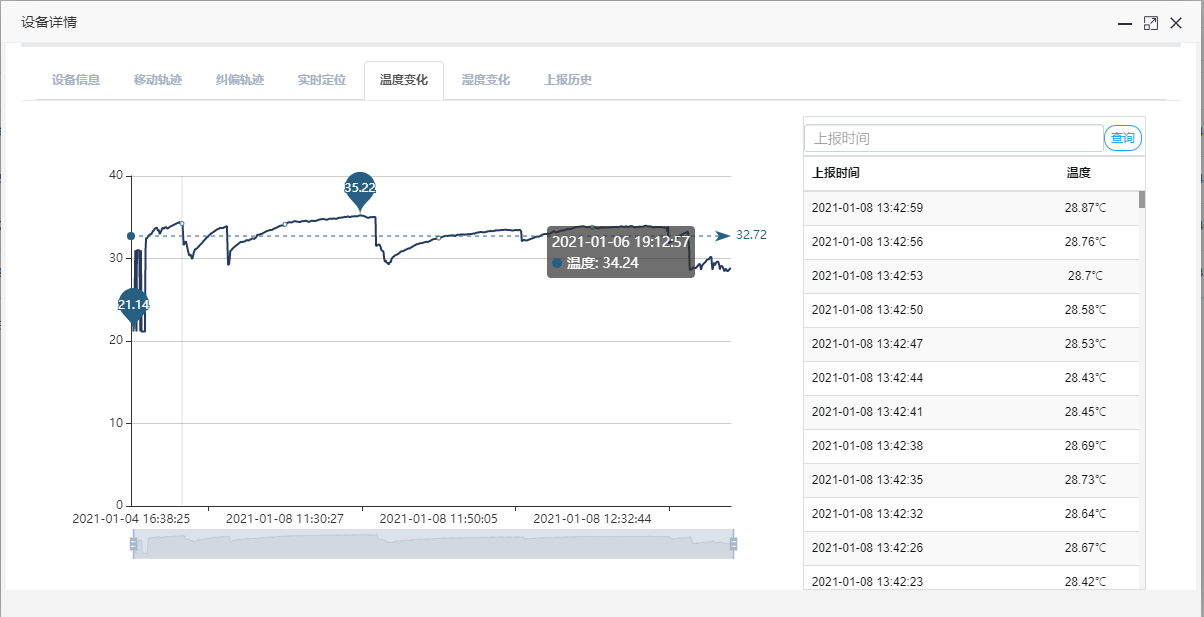 设备详情
设备信息 移动轨迹 纠偏轨迹 实时定位 温度变化 湿度变化 上报历史
上报时间 查询
上报时间 温度
2021-01-08 13:42:59 28.87℃
2021-01-08 13:42:56 28.76℃
2021-01-08 13:42:53 28.7℃
2021-01-08 13:42:50 28.58℃
2021-01-08 13:42:47 28.53℃
2021-01-08 13:42:44 28.43℃
2021-01-08 13:42:41 28.45℃
2021-01-08 13:42:38 28.69℃
2021-01-08 13:42:35 28.73℃
2021-01-08 13:42:32 28.64℃
2021-01-08 13:42:26 28.67℃
2021-01-08 13:42:23 28.42℃
40
30
20
10
0
35.22
21.14
32.72
2021-01-06 19:12:57
温度: 34.24
2021-01-04 16:38:25 2021-01-08 11:30:27 2021-01-08 11:50:05 2021-01-08 12:32:44